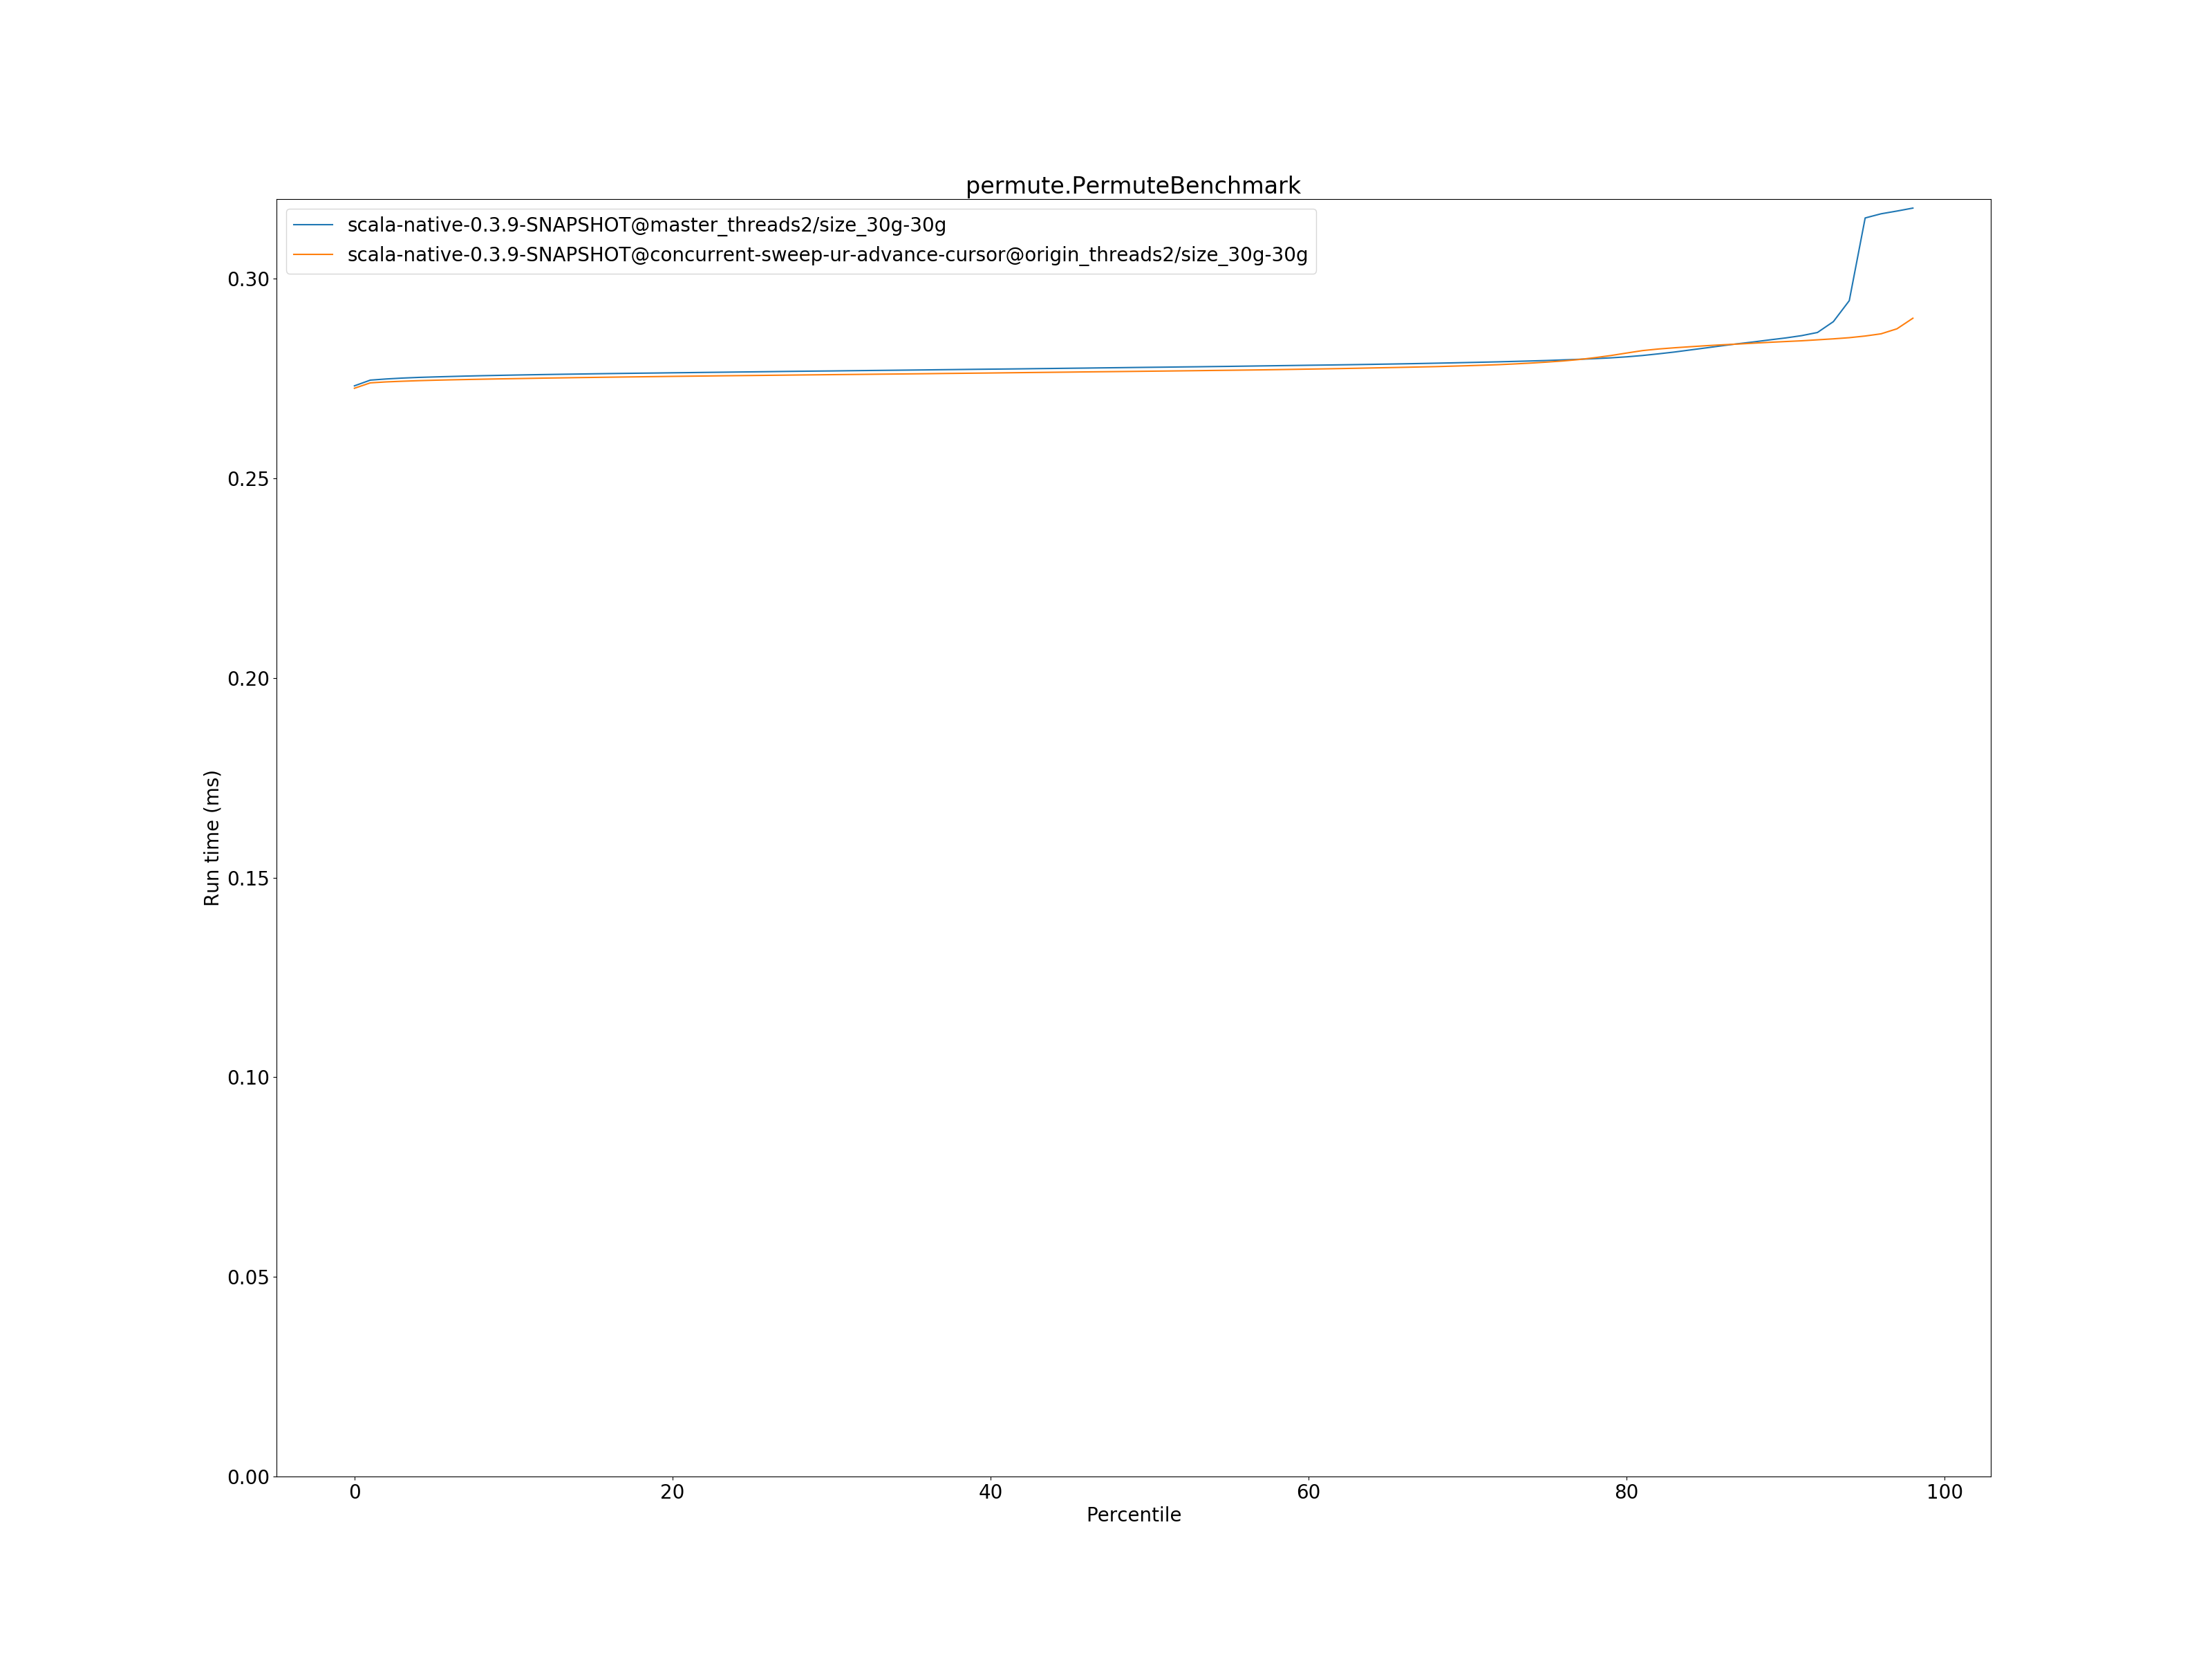 permute.PermuteBenchmark
scala-native-0.3.9-SNAPSHOT@master_threads2/size_30g-30g
scala-native-0.3.9-SNAPSHOT@concurrent-sweep-ur-advance-cursor@origin_threads2/size_30g-30g
0.30
0.25
0.20
0.15
0.10
0.05
0.00
Run time (ms)
0 20 40 60 80 100
Percentile